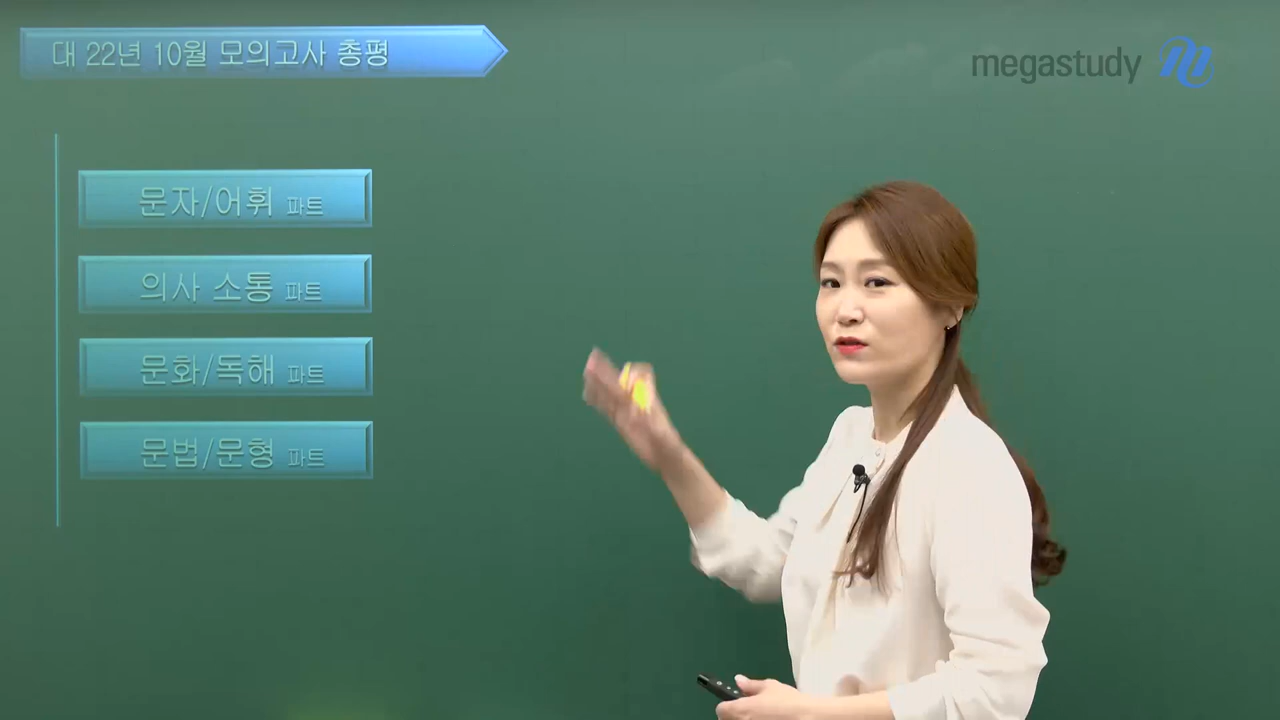 대 22년 10월 모의고사 총평
megastudy
문자/어휘 파트
의사 소통 파트
문화/독해 파트
문법/문형 파트